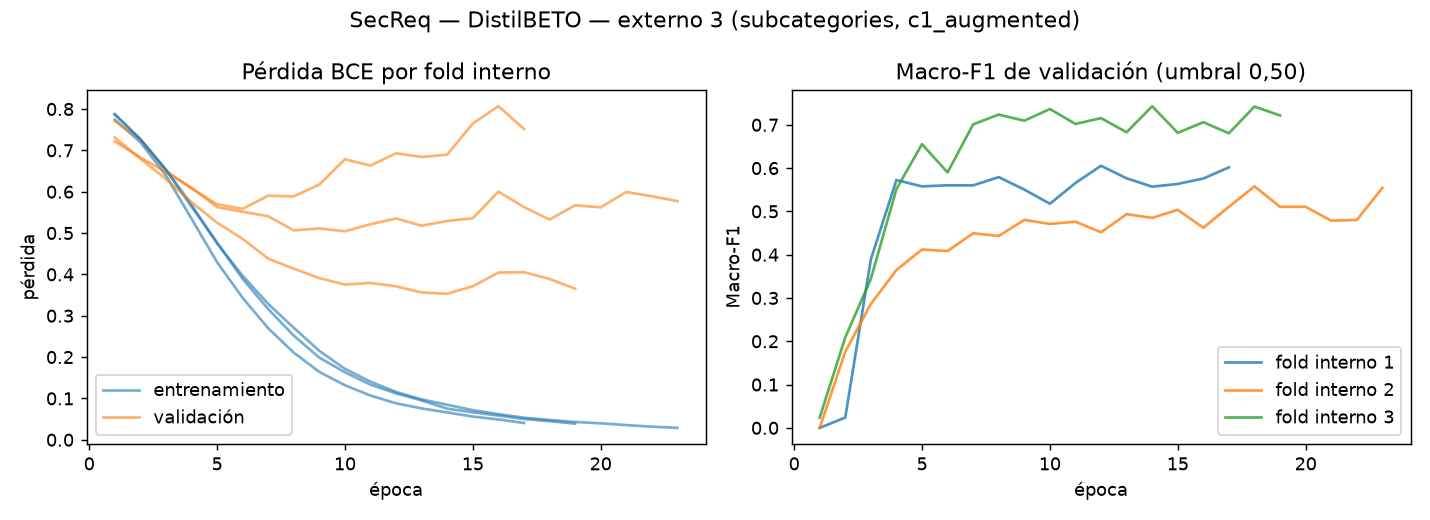 SecReq — DistilBETO — externo 3 (subcategories, c1_augmented)
Pérdida BCE por fold interno
pérdida
0.8
0.7
0.6
0.5
0.4
0.3
0.2
0.1
0.0
entrenamiento
validación
0
5
10
15
20
época
Macro-F1 de validación (umbral 0,50)
Macro-F1
0.7
0.6
0.5
0.4
0.3
0.2
0.1
0.0
fold interno 1
fold interno 2
fold interno 3
0
5
10
15
20
época